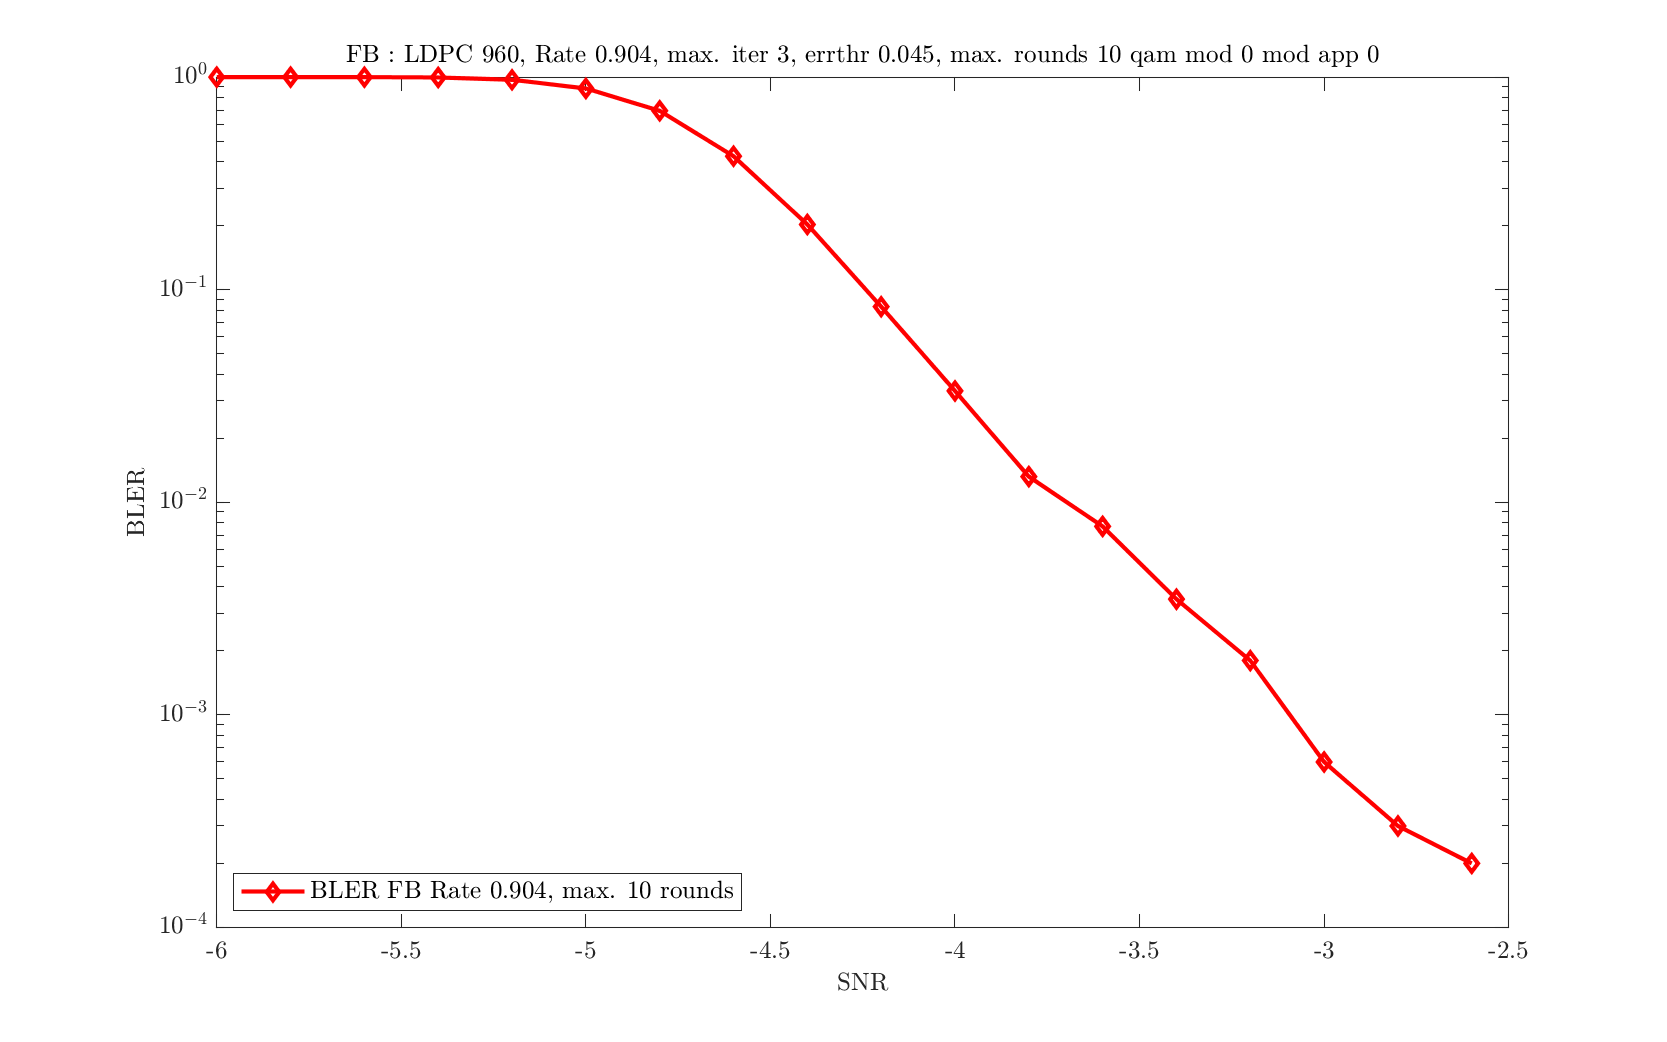 FB : LDPC 960, Rate 0.904, max. iter 3, errthr 0.045, max. rounds 10 qam mod 0 mod app 0
10^0
10^{-1}
10^{-2}
10^{-3}
10^{-4}
BLER
BLER FB Rate 0.904, max. 10 rounds
-6 -5.5 -5 -4.5 -4 -3.5 -3 -2.5
SNR